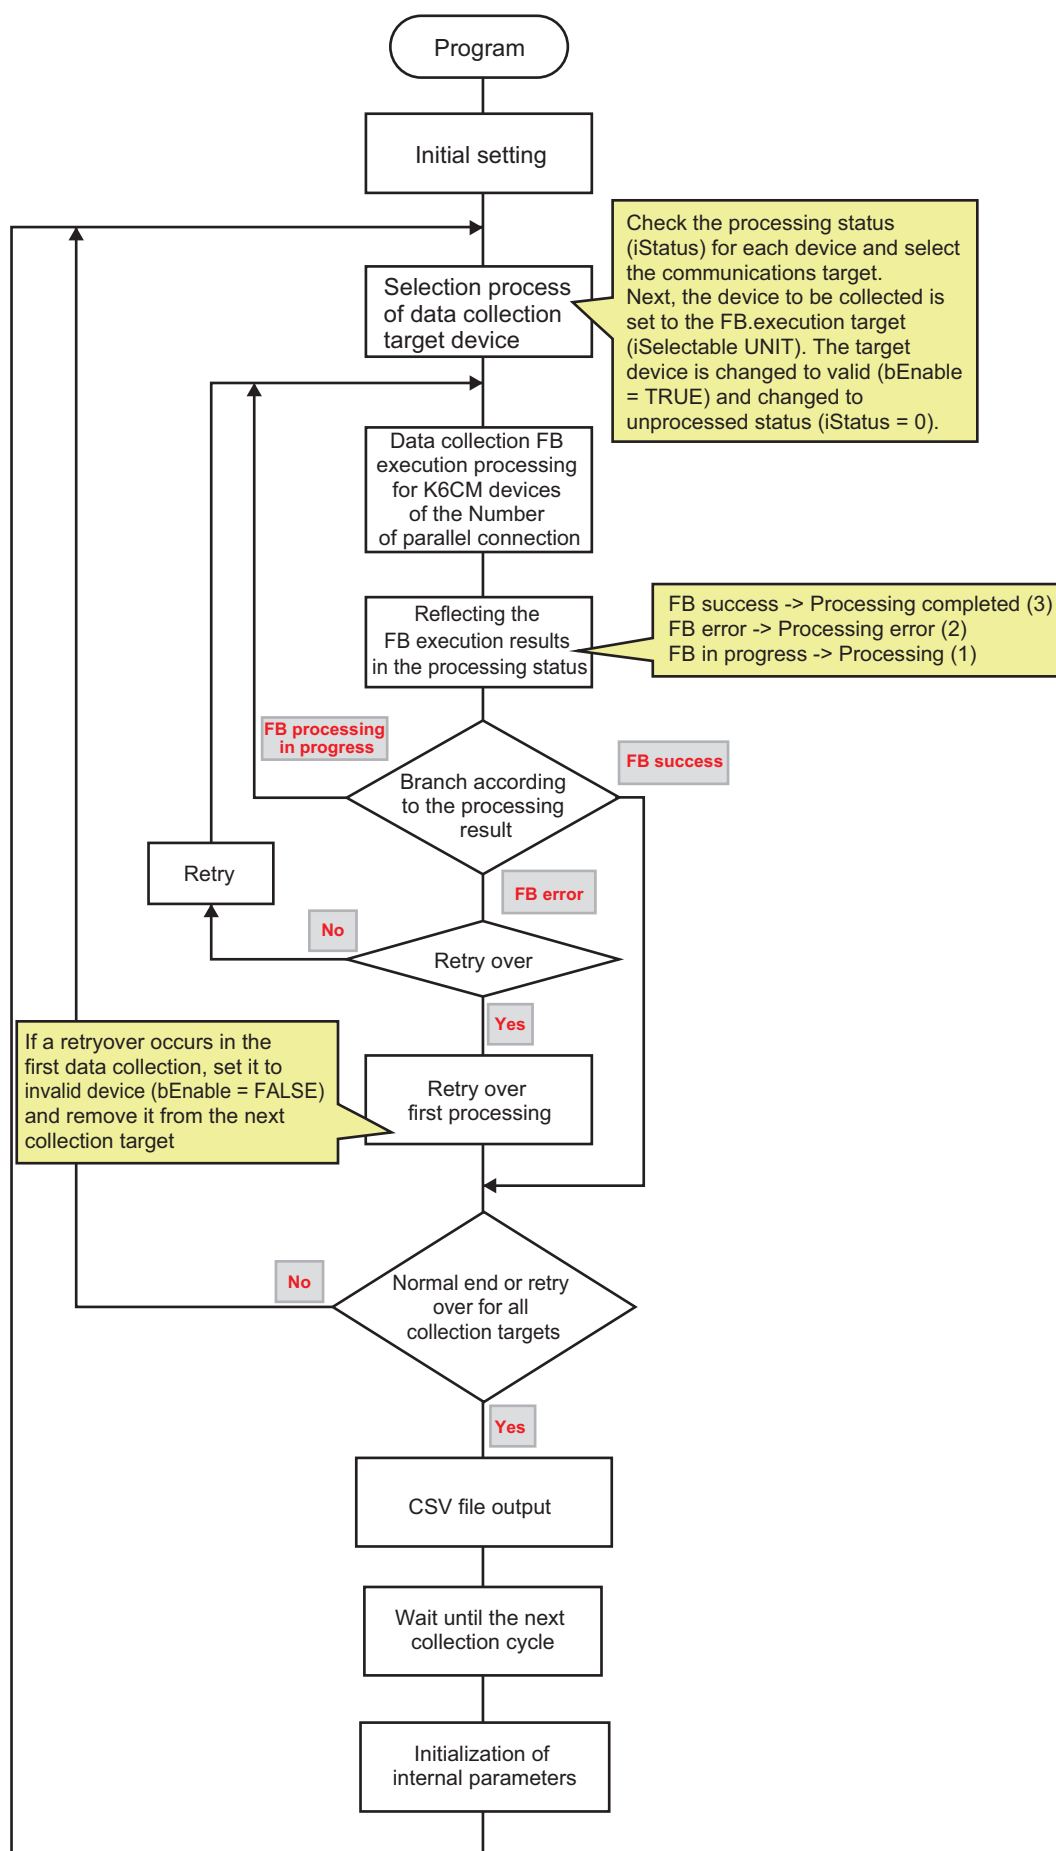 Program
Initial setting
Check the processing status
(iStatus) for each device and select
the communications target.
Next, the device to be collected is
set to the FB.execution target
(iSelectable UNIT). The target
device is changed to valid (bEnable
= TRUE) and changed to
unprocessed status (iStatus = 0).
Selection process
of data collection
target device
Data collection FB
execution processing
for K6CM devices
of the Number
of parallel connection
Reflecting the
FB execution results
in the processing status
FB success -> Processing completed (3)
FB error -> Processing error (2)
FB in progress -> Processing (1)
FB processing
in progress
FB success
Branch according
to the processing
result
Retry
FB error
No
Retry over
Yes
If a retryover occurs in the
first data collection, set it to
invalid device (bEnable = FALSE)
and remove it from the next
collection target
Retry over
first processing
No
Normal end or retry
over for all
collection targets
Yes
CSV file output
Wait until the next
collection cycle
Initialization of
internal parameters